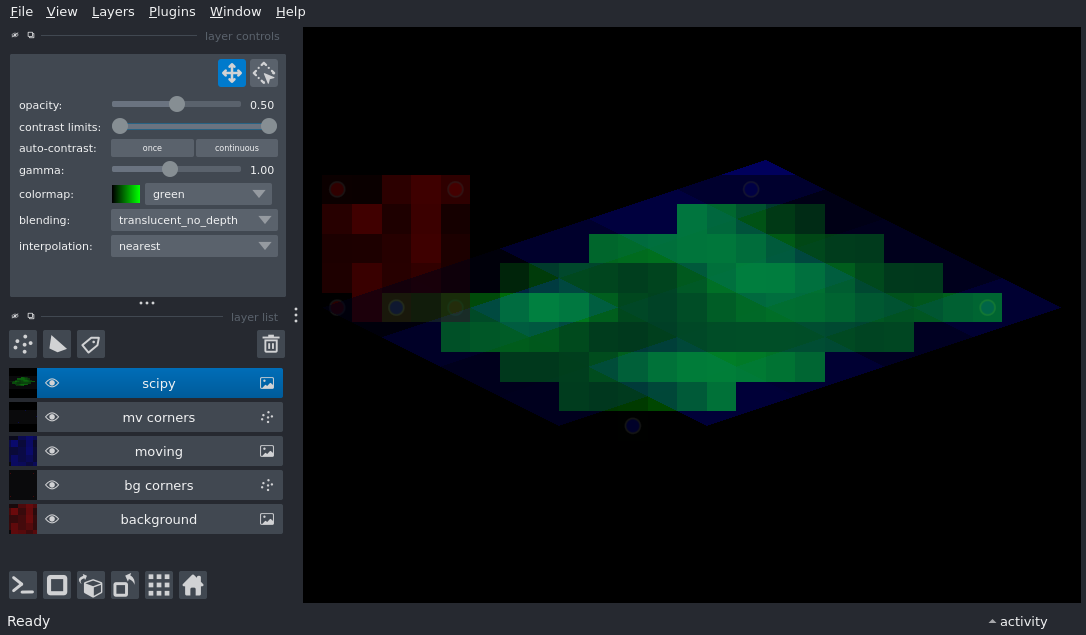 File View Layers Plugins Window Help
layer controls
opacity: 0.50
contrast limits:
auto-contrast: once continuous
gamma: 1.00
colormap: green
blending: translucent_no_depth
interpolation: nearest
layer list
scipy
mv corners
moving
bg corners
background
Ready activity